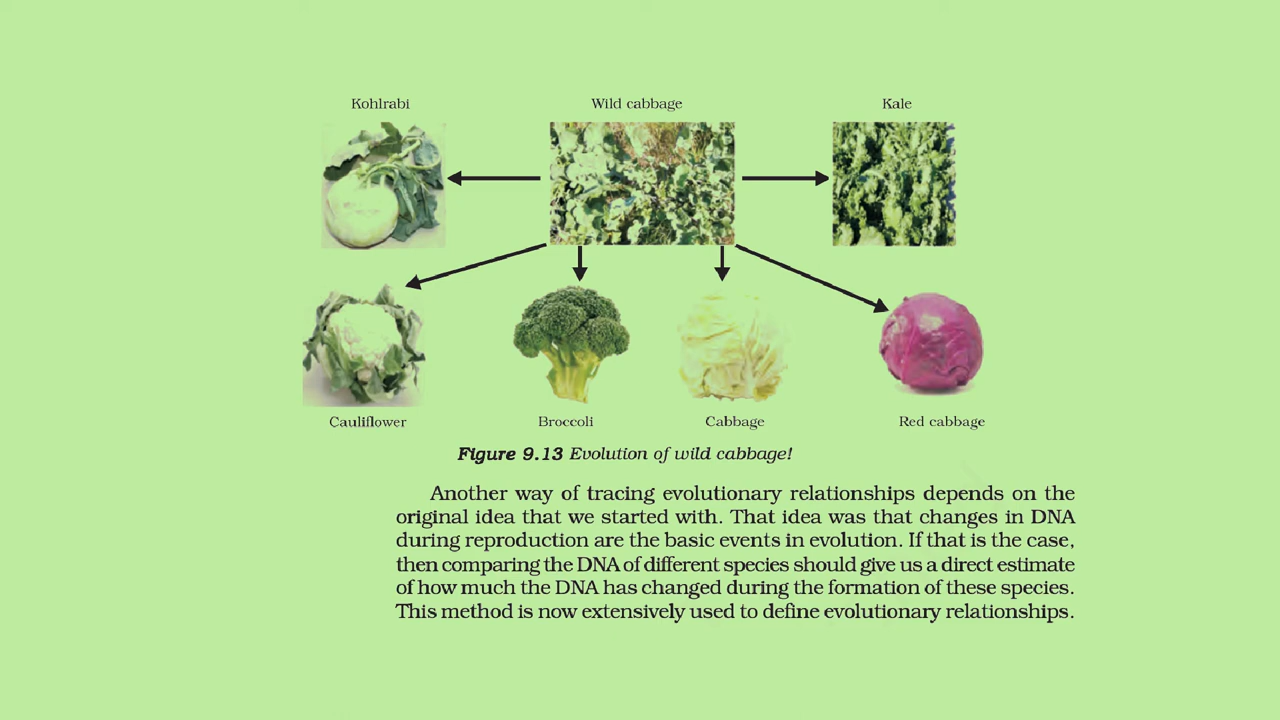 Kohlrabi
Wild cabbage
Kale
Cauliflower
Broccoli
Cabbage
Red cabbage
Figure 9.13 Evolution of wild cabbage!
Another way of tracing evolutionary relationships depends on the
original idea that we started with. That idea was that changes in DNA
during reproduction are the basic events in evolution. If that is the case,
then comparing the DNA of different species should give us a direct estimate
of how much the DNA has changed during the formation of these species.
This method is now extensively used to define evolutionary relationships.